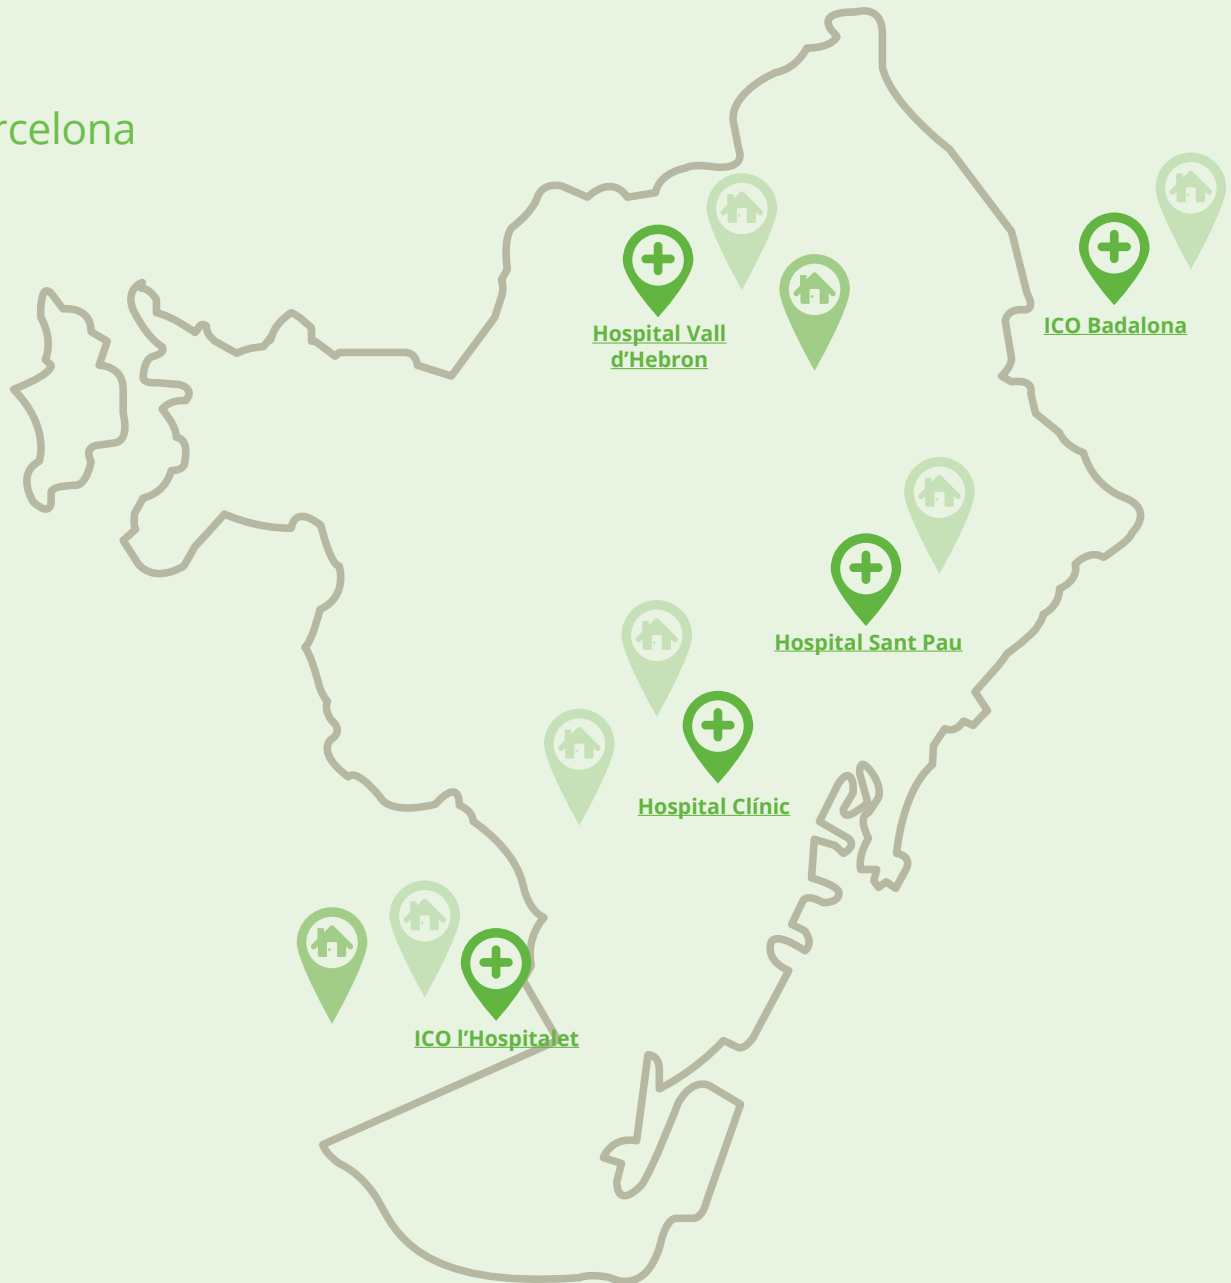 rcelona
Hospital Vall
d’Hebron
ICO Badalona
Hospital Sant Pau
Hospital Clínic
ICO l’Hospitalet